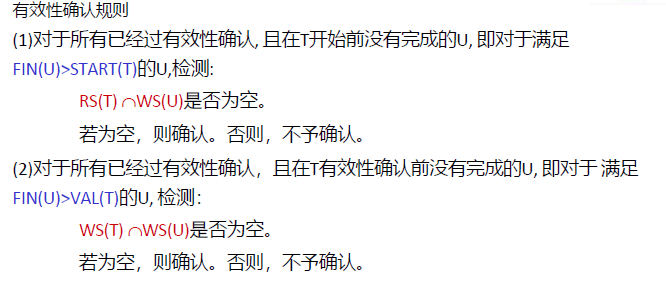 有效性确认规则
(1)对于所有已经过有效性确认, 且在T开始前没有完成的U, 即对于满足
FIN(U)>START(T)的U,检测:
RS(T) ∩WS(U)是否为空。
若为空，则确认。否则，不予确认。
(2)对于所有已经过有效性确认，且在T有效性确认前没有完成的U, 即对于 满足
FIN(U)>VAL(T)的U, 检测：
WS(T) ∩WS(U)是否为空。
若为空，则确认。否则，不予确认。